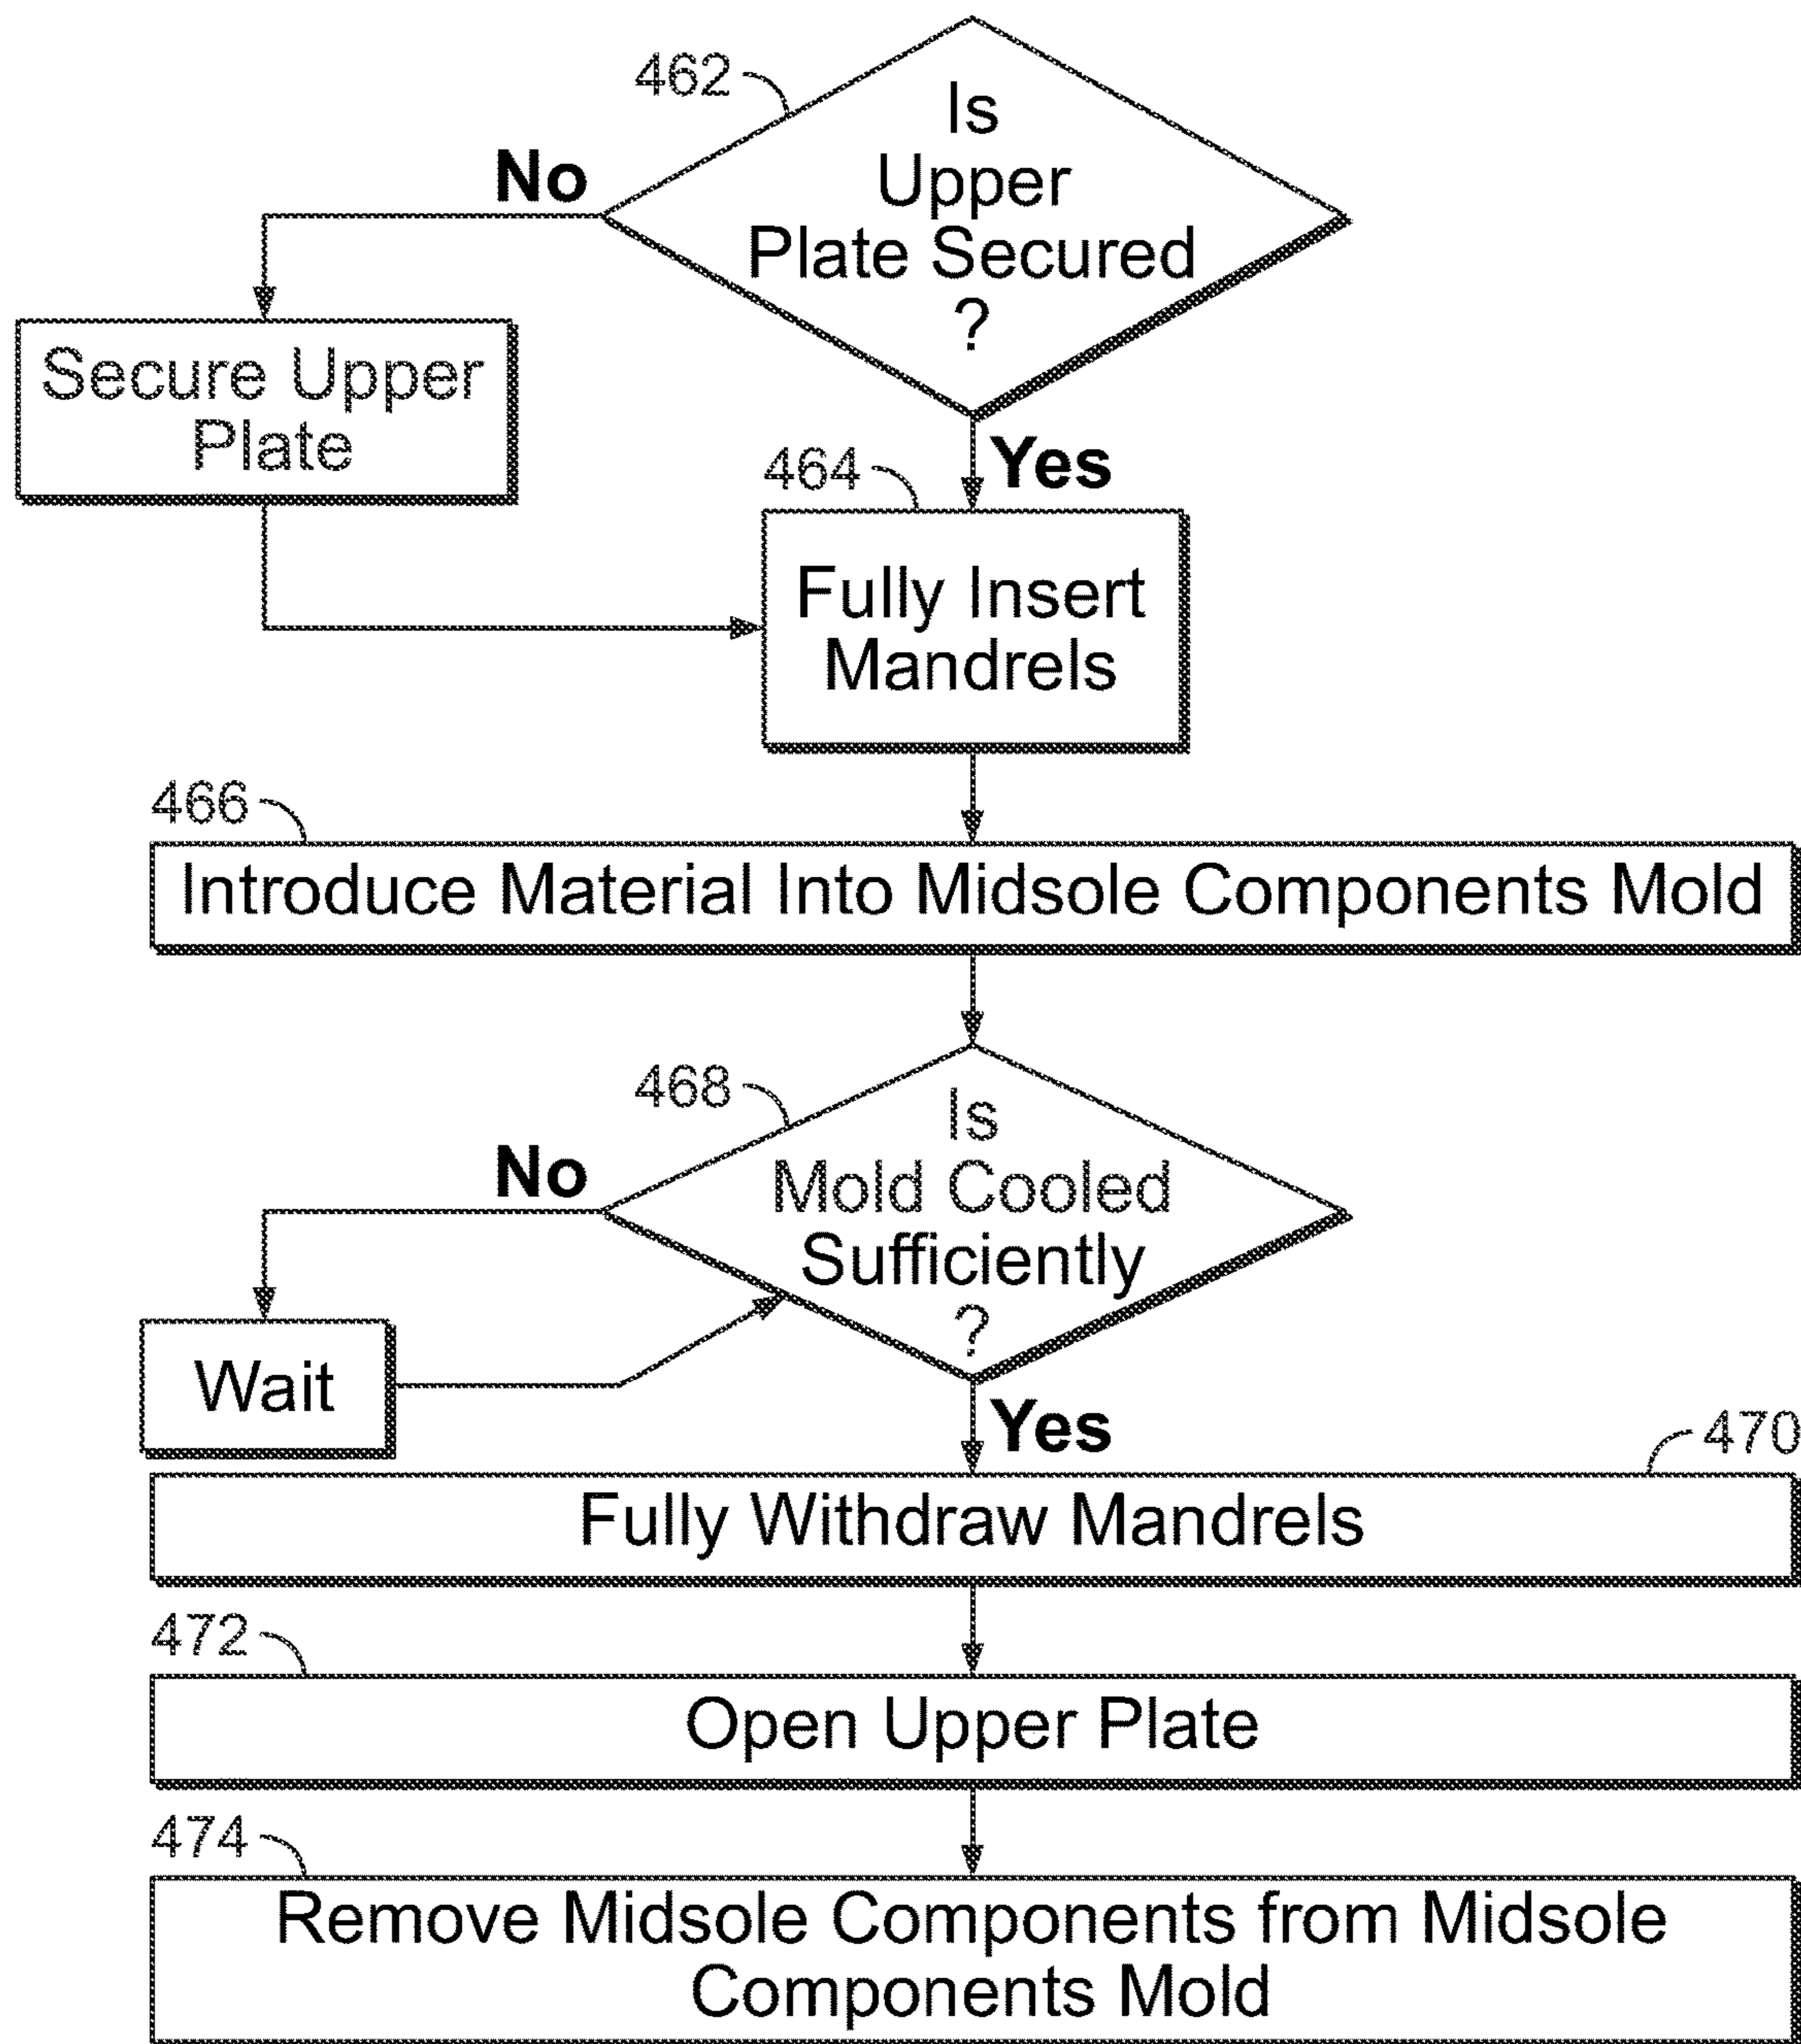 462
Is
Upper
Plate Secured
?
No
Secure Upper
Plate
Yes
464
Fully Insert
Mandrels
466
Introduce Material Into Midsole Components Mold
468
Is
Mold Cooled
Sufficiently
?
No
Wait
Yes
470
Fully Withdraw Mandrels
472
Open Upper Plate
474
Remove Midsole Components from Midsole
Components Mold